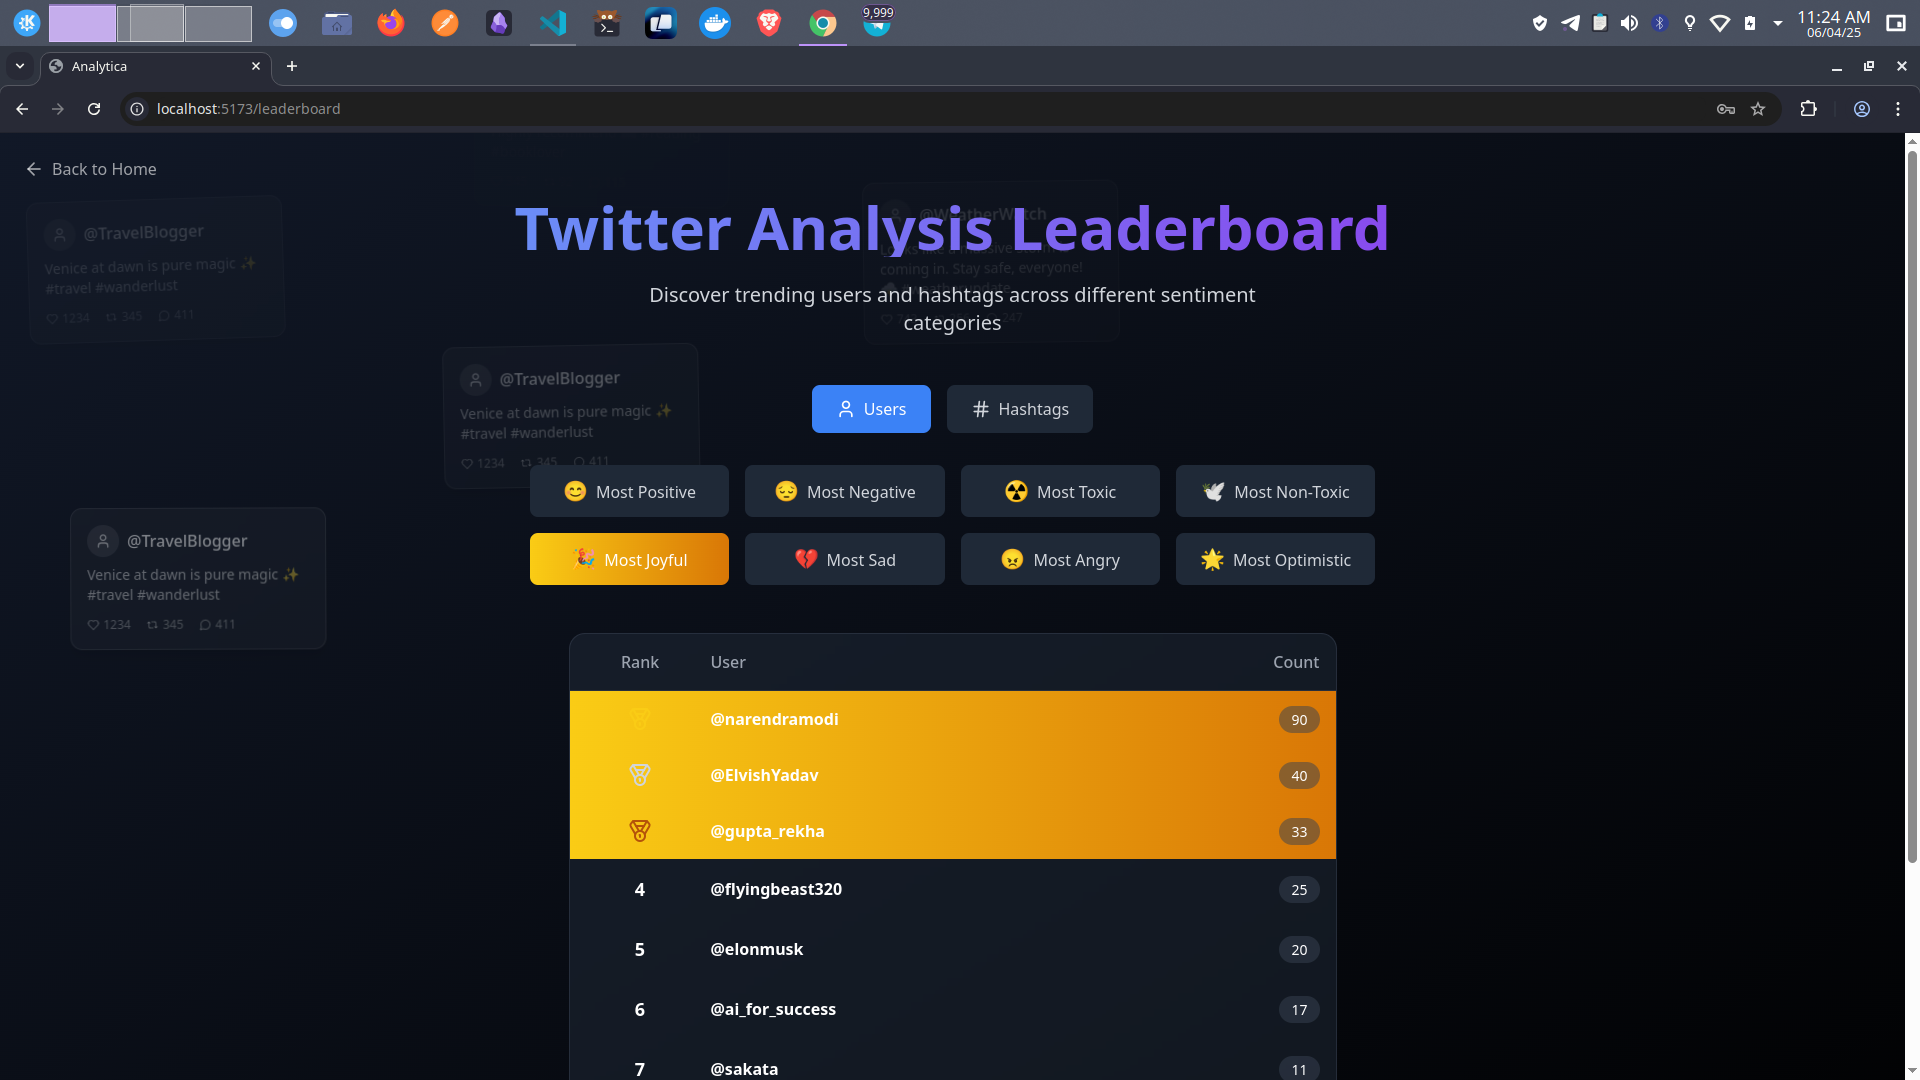 9,999
11:24 AM
06/04/25
Analytica
localhost:5173/leaderboard
Back to Home
Twitter Analysis Leaderboard
Discover trending users and hashtags across different sentiment
categories
@TravelBlogger
Venice at dawn is pure magic ✨
#travel #wanderlust
1234 345 411
@WeatherWatch
coming in. Stay safe, everyone!
247
@TravelBlogger
Venice at dawn is pure magic ✨
#travel #wanderlust
1234 345 411
@TravelBlogger
Venice at dawn is pure magic ✨
#travel #wanderlust
1234 345 411
Users Hashtags
😊 Most Positive 😔 Most Negative ☢️ Most Toxic 🕊️ Most Non-Toxic
🎉 Most Joyful 💔 Most Sad 😠 Most Angry 🌟 Most Optimistic
Rank User Count
@narendramodi 90
@ElvishYadav 40
@gupta_rekha 33
4 @flyingbeast320 25
5 @elonmusk 20
6 @ai_for_success 17
7 @sakata 11